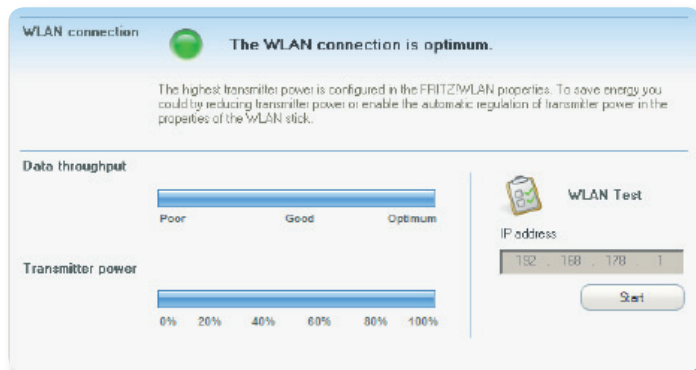 WLAN connection
The WLAN connection is optimum.
The highest transmitter power is configured in the FRITZ!WLAN properties. To save energy you
could by reducing transmitter power or enable the automatic regulation of transmitter power in the
properties of the WLAN stick.
Data throughput
Poor Good Optimum
WLAN Test
IP address
192 . 168 . 178 . 1
Transmitter power
Start
0% 20% 40% 60% 80% 100%